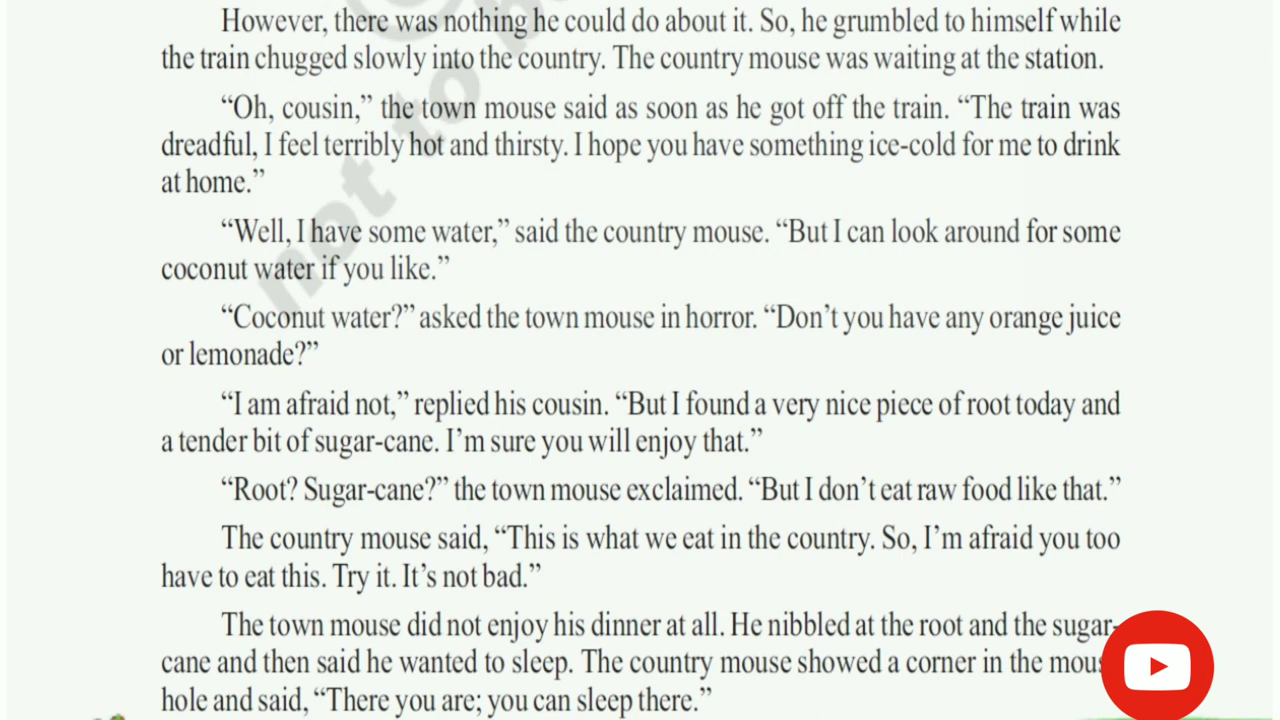 However, there was nothing he could do about it. So, he grumbled to himself while
the train chugged slowly into the country. The country mouse was waiting at the station.
“Oh, cousin,” the town mouse said as soon as he got off the train. “The train was
dreadful, I feel terribly hot and thirsty. I hope you have something ice-cold for me to drink
at home.”
“Well, I have some water,” said the country mouse. “But I can look around for some
coconut water if you like.”
“Coconut water?” asked the town mouse in horror. “Don’t you have any orange juice
or lemonade?”
“I am afraid not,” replied his cousin. “But I found a very nice piece of root today and
a tender bit of sugar-cane. I’m sure you will enjoy that.”
“Root? Sugar-cane?” the town mouse exclaimed. “But I don’t eat raw food like that.”
The country mouse said, “This is what we eat in the country. So, I’m afraid you too
have to eat this. Try it. It’s not bad.”
The town mouse did not enjoy his dinner at all. He nibbled at the root and the sugar-
cane and then said he wanted to sleep. The country mouse showed a corner in the
hole and said, “There you are; you can sleep there.”
not to